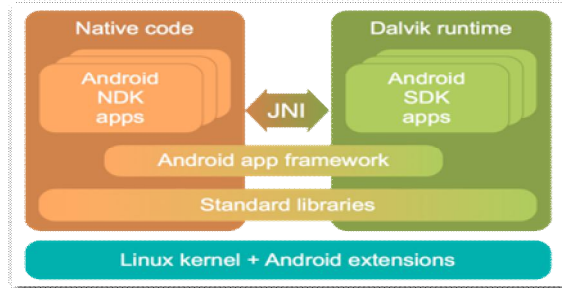 Native code
Dalvik runtime
Android
NDK
apps
JNI
Android
SDK
apps
Android app framework
Standard libraries
Linux kernel + Android extensions